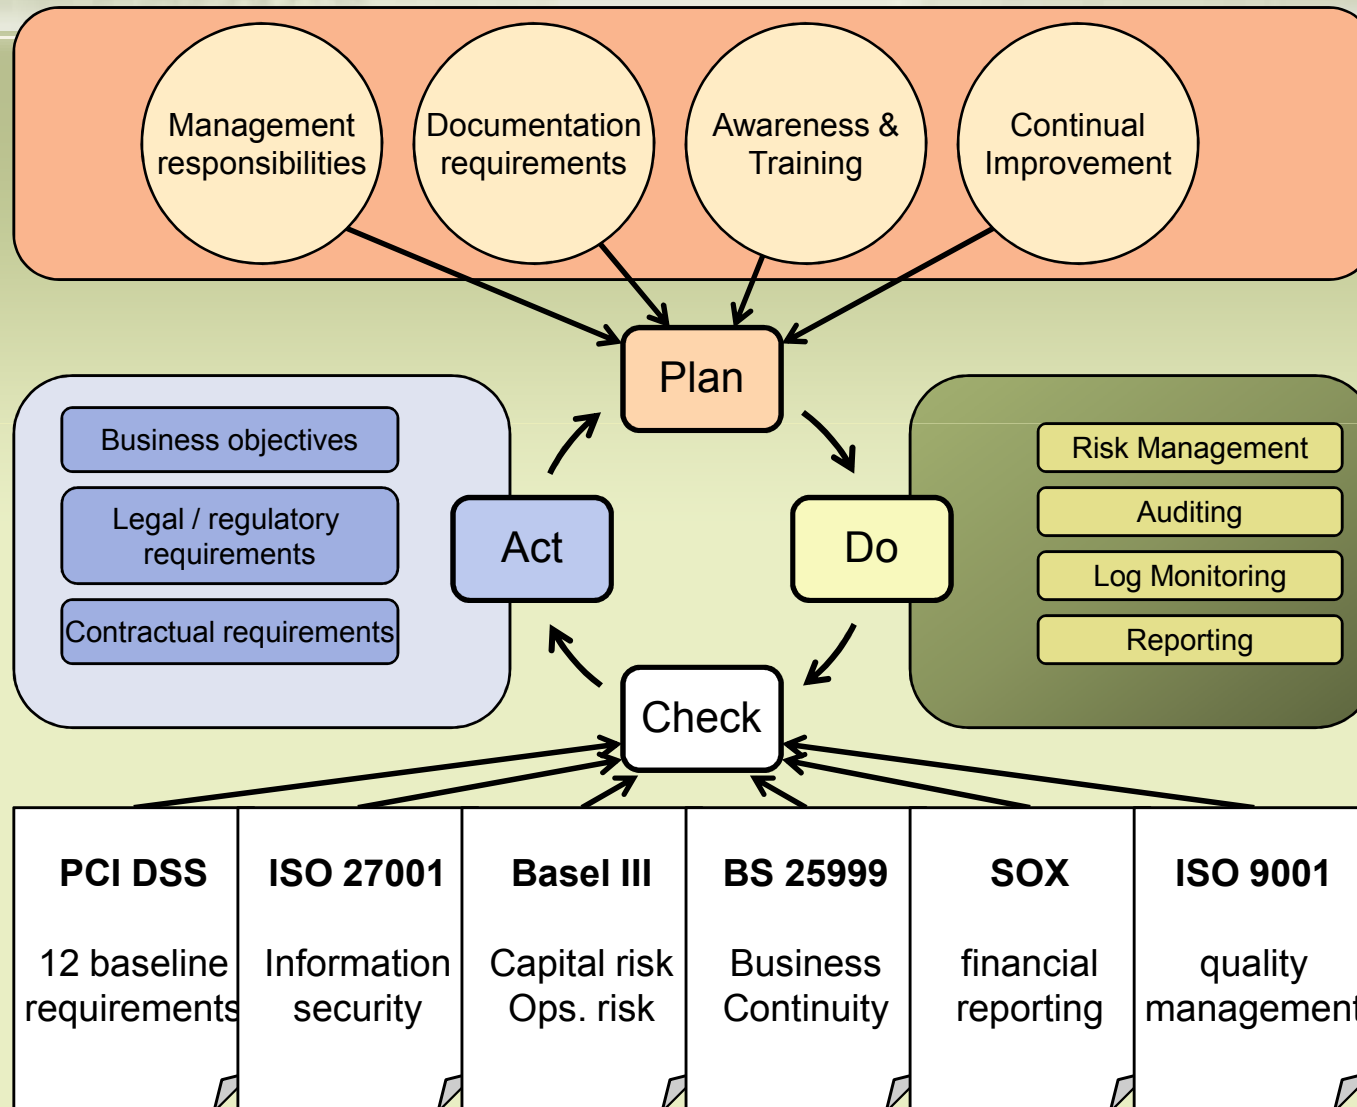 Management
responsibilities
Documentation
requirements
Awareness &
Training
Continual
Improvement
Plan
Business objectives
Legal / regulatory
requirements
Contractual requirements
Act
Do
Risk Management
Auditing
Log Monitoring
Reporting
Check
PCI DSS
12 baseline
requirements
ISO 27001
Information
security
Basel III
Capital risk
Ops. risk
BS 25999
Business
Continuity
SOX
financial
reporting
ISO 9001
quality
management